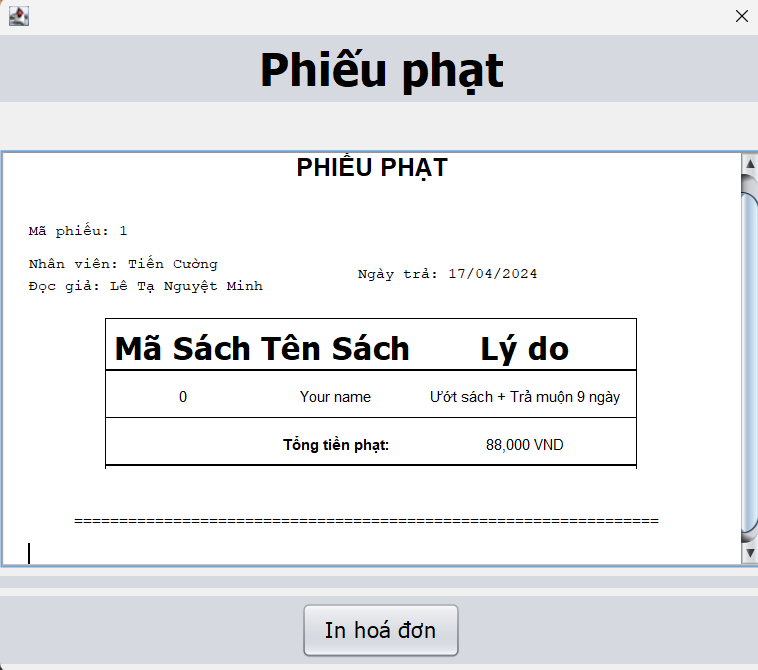 Phiếu phạt
PHIẾU PHẠT
Mã phiếu: 1
Nhân viên: Tiến Cường
Ngày trả: 17/04/2024
Đọc giả: Lê Tạ Nguyệt Minh
Mã Sách Tên Sách Lý do
0 Your name Ướt sách + Trả muộn 9 ngày
Tổng tiền phạt: 88,000 VND
=================================================================
In hoá đơn